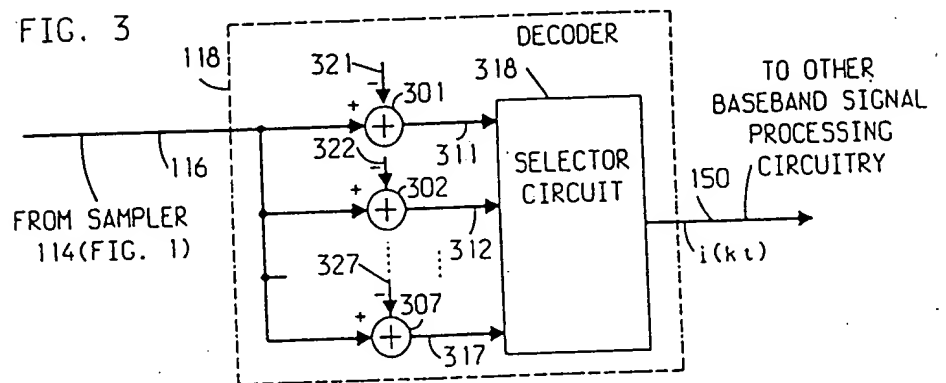 FIG. 3
118
DECODER
321
-
+
301
318
TO OTHER
BASEBAND SIGNAL
PROCESSING
CIRCUITRY
322
311
116
-
+
302
SELECTOR
CIRCUIT
150
FROM SAMPLER
114(FIG. 1)
312
i(kt)
327
-
+
307
317